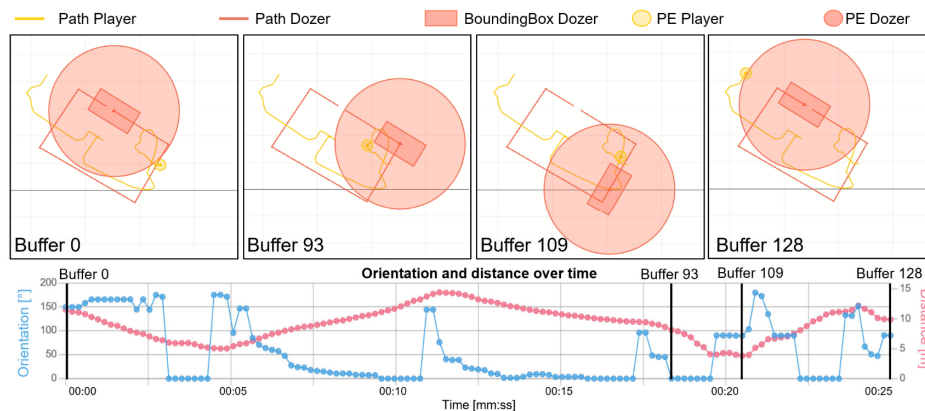 Path Player Path Dozer BoundingBox Dozer PE Player PE Dozer
Buffer 0 Buffer 93 Buffer 109 Buffer 128
Buffer 0 Orientation and distance over time Buffer 93 Buffer 109 Buffer 128
Orientation [°]
200
150
100
50
0
15
10
5
0
Distance [m]
00:00 00:05 00:10 00:15 00:20 00:25
Time [mm:ss]